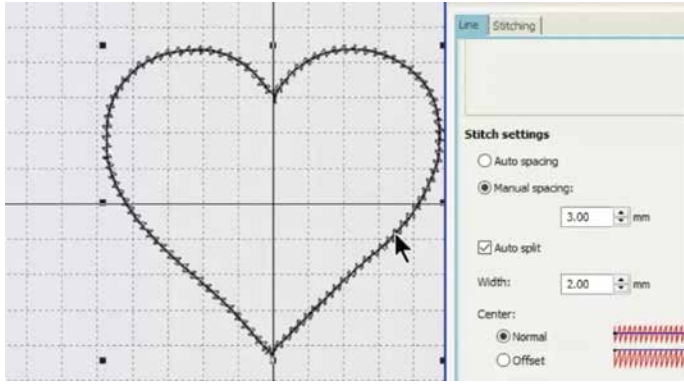 Line Stitching
Stitch settings
Auto spacing
Manual spacing:
3.00 mm
Auto split
Width: 2.00 mm
Center:
Normal
Offset